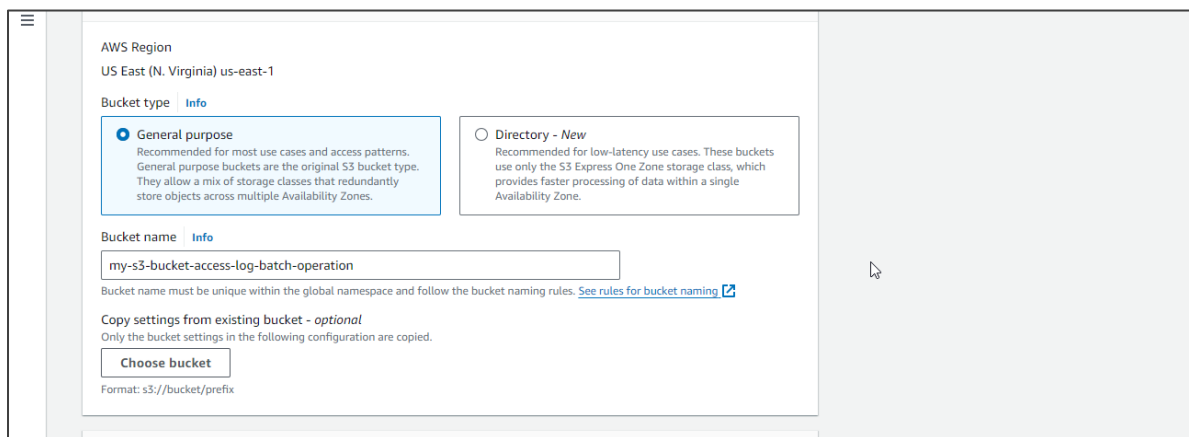 AWS Region
US East (N. Virginia) us-east-1
Bucket type Info
General purpose
Recommended for most use cases and access patterns.
General purpose buckets are the original S3 bucket type.
They allow a mix of storage classes that redundantly
store objects across multiple Availability Zones.
Directory - New
Recommended for low-latency use cases. These buckets
use only the S3 Express One Zone storage class, which
provides faster processing of data within a single
Availability Zone.
Bucket name Info
my-s3-bucket-access-log-batch-operation
Bucket name must be unique within the global namespace and follow the bucket naming rules. See rules for bucket naming
Copy settings from existing bucket - optional
Only the bucket settings in the following configuration are copied.
Choose bucket
Format: s3://bucket/prefix